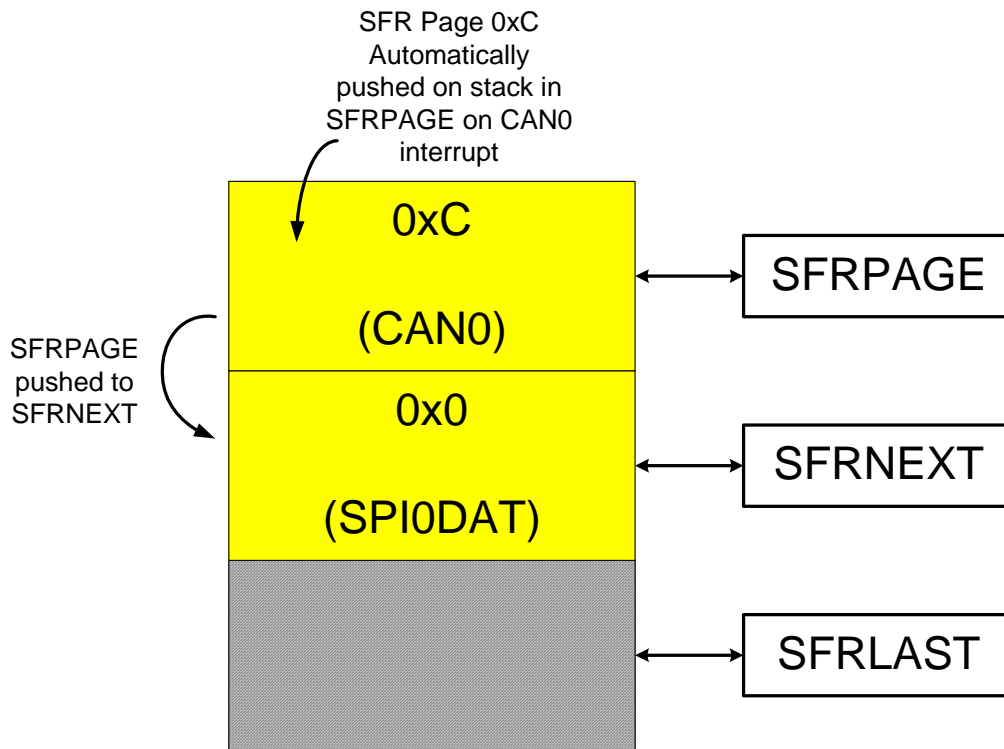 SFR Page 0xC
Automatically
pushed on stack in
SFRPAGE on CAN0
interrupt
0xC
(CAN0)
SFRPAGE
SFRPAGE
pushed to
SFRNEXT
0x0
(SPI0DAT)
SFRNEXT
SFRLAST